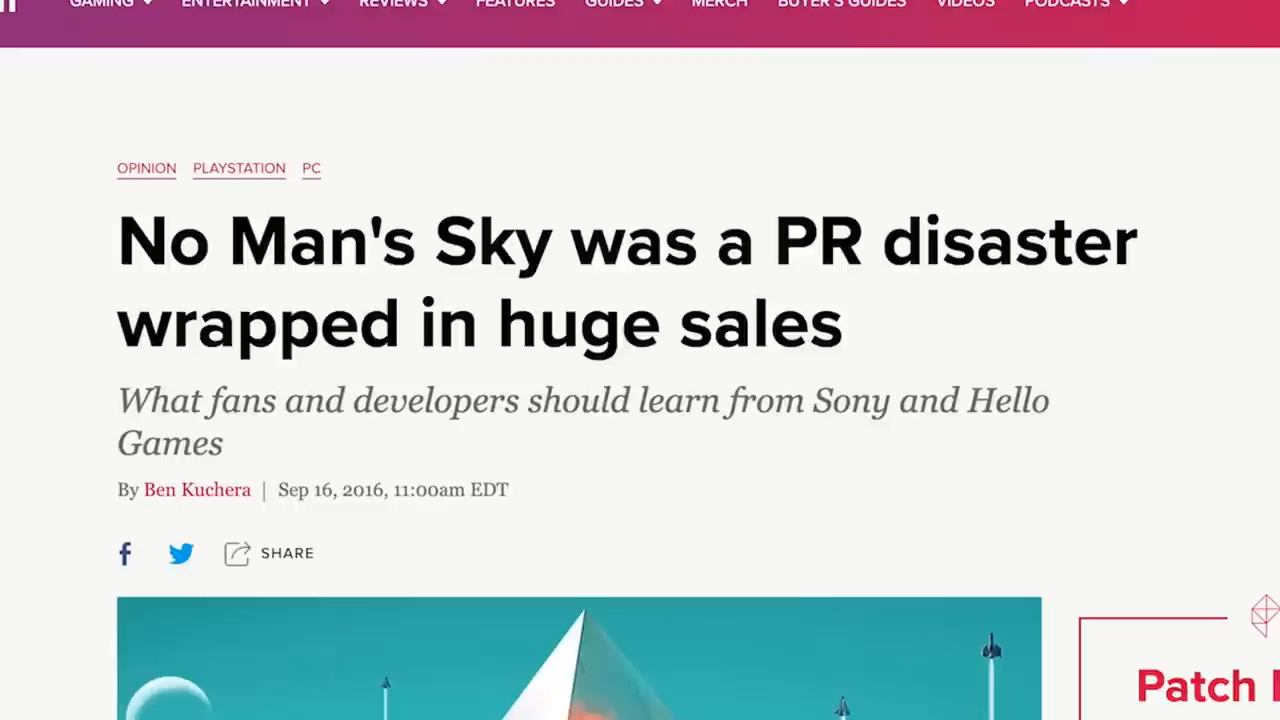 GAMING ENTERTAINMENT REVIEWS FEATURES GUIDES MERCH BUYER'S GUIDES VIDEOS PODCASTS
OPINION PLAYSTATION PC
No Man's Sky was a PR disaster
wrapped in huge sales
What fans and developers should learn from Sony and Hello
Games
By Ben Kuchera | Sep 16, 2016, 11:00am EDT
SHARE
Patch